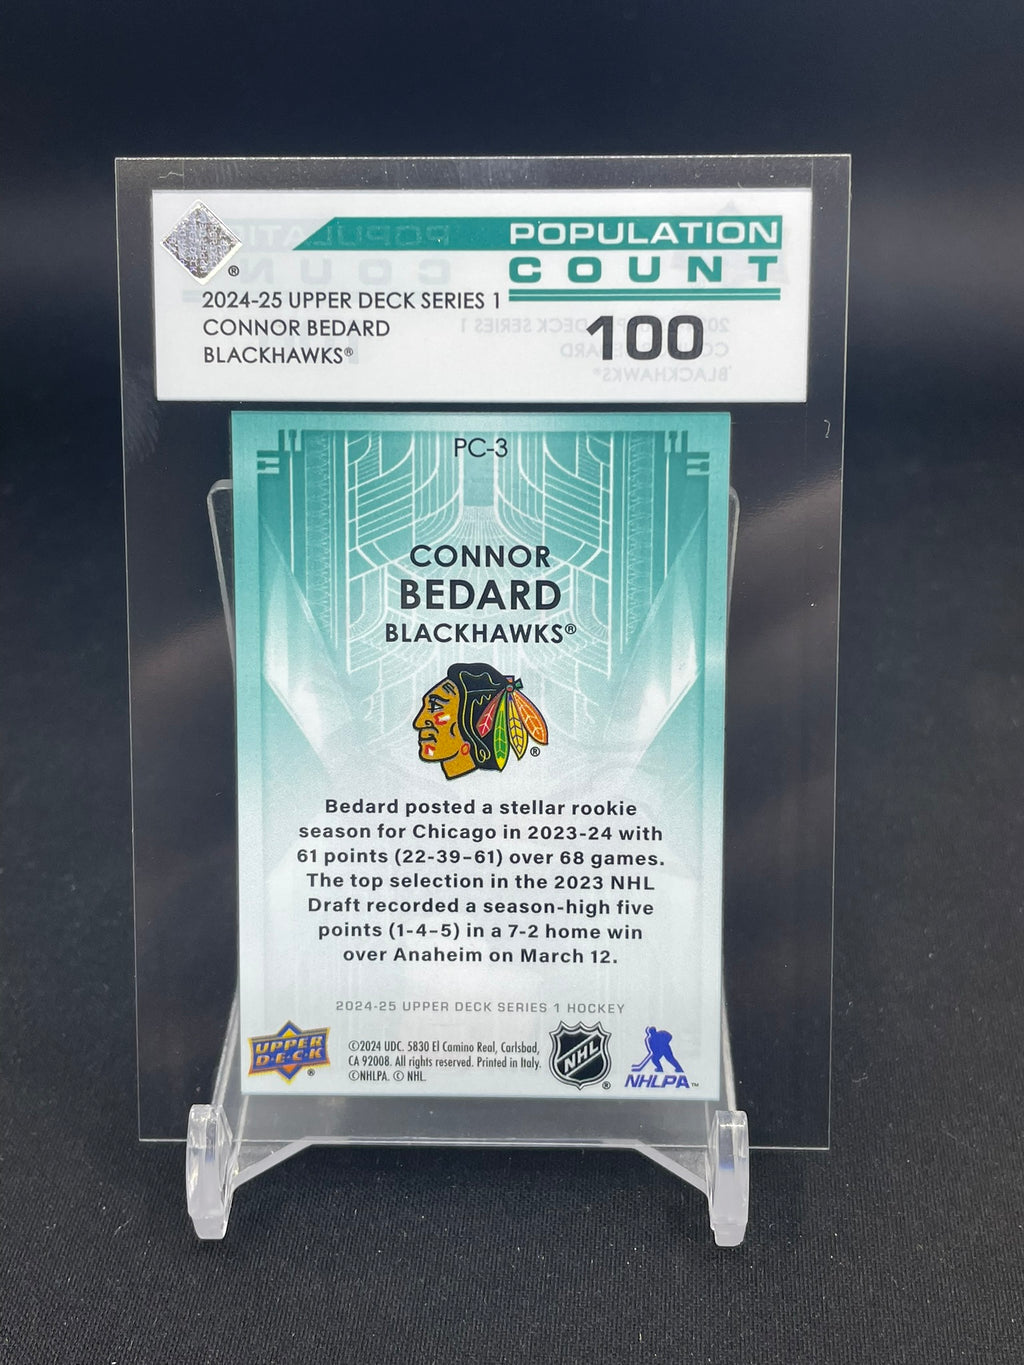 POPULATION
COUNT
®
2024-25 UPPER DECK SERIES 1
CONNOR BEDARD
BLACKHAWKS®
100
PC-3
CONNOR
BEDARD
BLACKHAWKS®
®
Bedard posted a stellar rookie
season for Chicago in 2023-24 with
61 points (22-39–61) over 68 games.
The top selection in the 2023 NHL
Draft recorded a season-high five
points (1-4–5) in a 7-2 home win
over Anaheim on March 12.
2024-25 UPPER DECK SERIES 1 HOCKEY
UPPER
D·E·C·K
®
©2024 UDC. 5830 El Camino Real, Carlsbad,
CA 92008. All rights reserved. Printed in Italy.
©NHLPA. © NHL.
NHL
®
NHLPA™